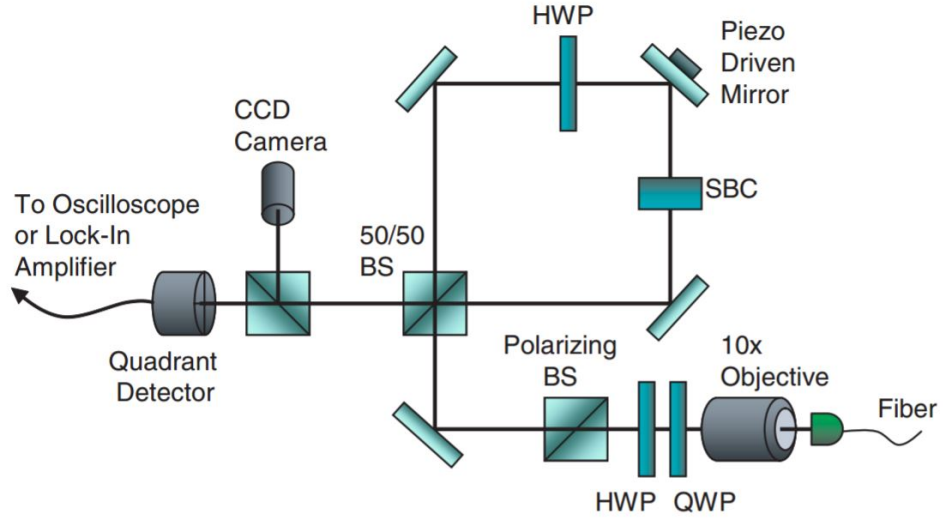 HWP
Piezo
Driven
Mirror
CCD
Camera
SBC
To Oscilloscope
or Lock-In
Amplifier
50/50
BS
Quadrant
Detector
Polarizing
BS
10x
Objective
Fiber
HWP
QWP